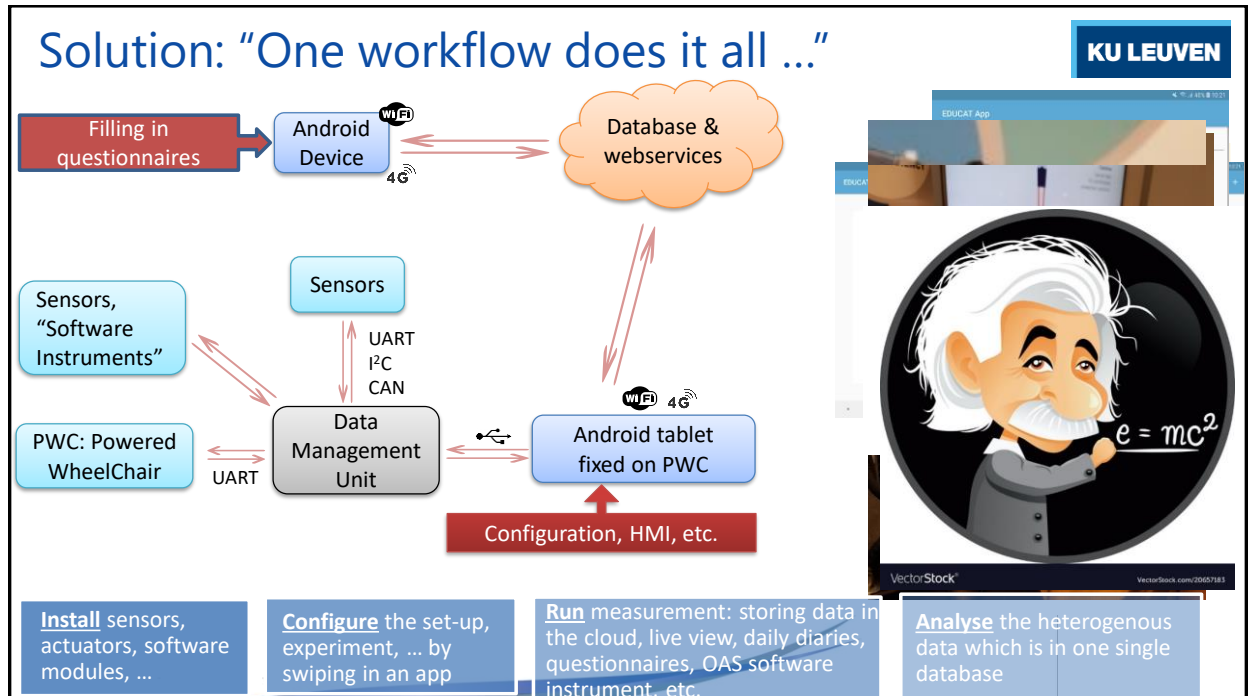 Solution: “One workflow does it all …”
KU LEUVEN
Filling in
questionnaires
Android
Device
WiFi
4G
Database &
webservices
EDUCAT App
40% 10:21
EDUCAT
Sensors,
“Software
Instruments”
Sensors
UART
I²C
CAN
PWC: Powered
WheelChair
UART
Data
Management
Unit
WiFi 4G
Android tablet
fixed on PWC
Configuration, HMI, etc.
e = mc²
VectorStock®
VectorStock.com/20657183
Install sensors,
actuators, software
modules, …
Configure the set-up,
experiment, … by
swiping in an app
Run measurement: storing data in
the cloud, live view, daily diaries,
questionnaires, OAS software
instrument, etc.
Analyse the heterogenous
data which is in one single
database